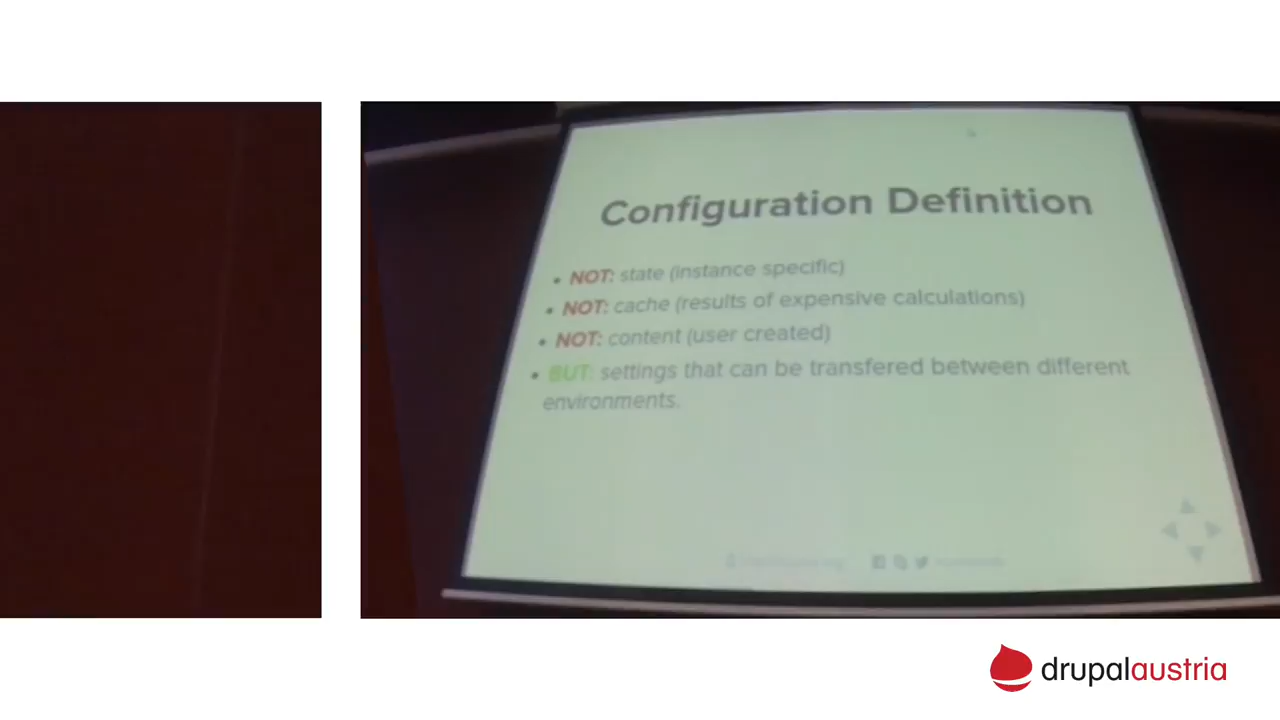 Configuration Definition
• NOT: state (instance specific)
• NOT: cache (results of expensive calculations)
• NOT: content (user created)
• BUT: settings that can be transfered between different
environments.
drupalaustria